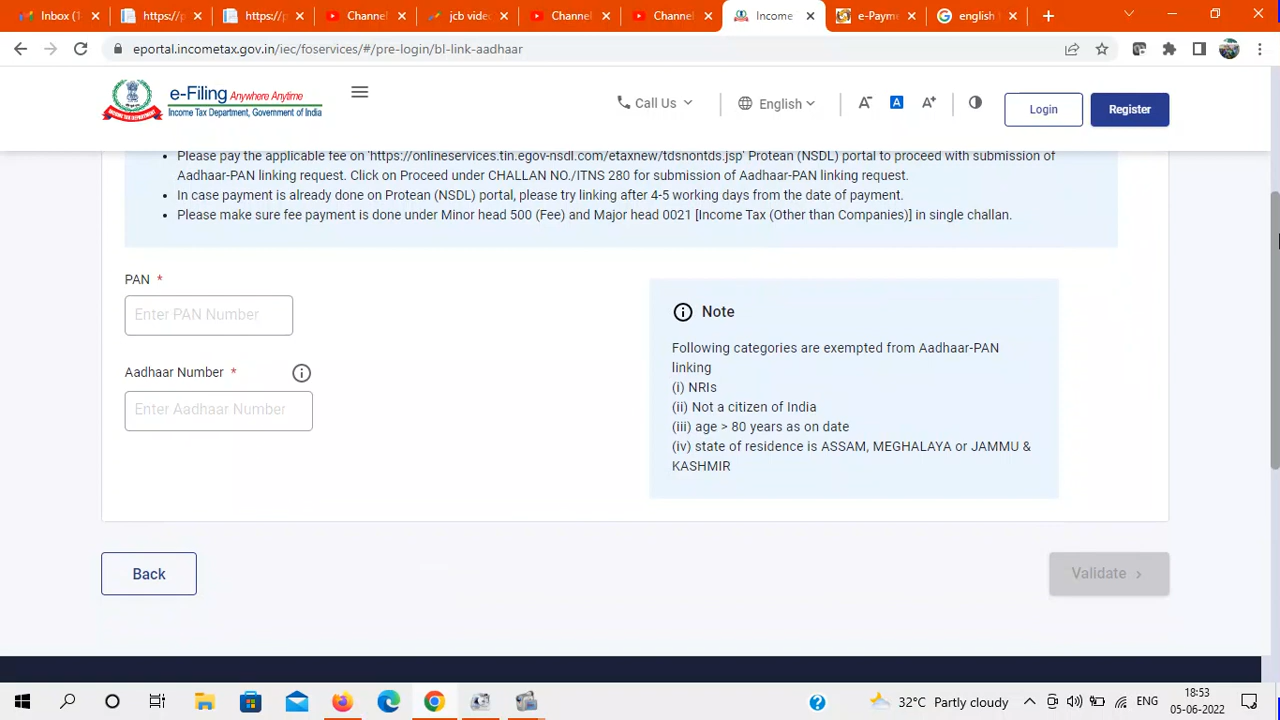 Inbox (1
https://p
https://p
Channel
jcb video
Channel
Channel
Income
e-Payme
english
eportal.incometax.gov.in/iec/foservices/#/pre-login/bl-link-aadhaar
e-Filing Anywhere Anytime
Income Tax Department, Government of India
Call Us
English
A-
A
A+
Login
Register
• Please pay the applicable fee on 'https://onlineservices.tin.egov-nsdl.com/etaxnew/tdsnontds.jsp' Protean (NSDL) portal to proceed with submission of
Aadhaar-PAN linking request. Click on Proceed under CHALLAN NO./ITNS 280 for submission of Aadhaar-PAN linking request.
• In case payment is already done on Protean (NSDL) portal, please try linking after 4-5 working days from the date of payment.
• Please make sure fee payment is done under Minor head 500 (Fee) and Major head 0021 [Income Tax (Other than Companies)] in single challan.
PAN *
Enter PAN Number
Aadhaar Number *
Enter Aadhaar Number
Note
Following categories are exempted from Aadhaar-PAN
linking
(i) NRIs
(ii) Not a citizen of India
(iii) age > 80 years as on date
(iv) state of residence is ASSAM, MEGHALAYA or JAMMU &
KASHMIR
Back
Validate >
32°C Partly cloudy
ENG
18:53
05-06-2022